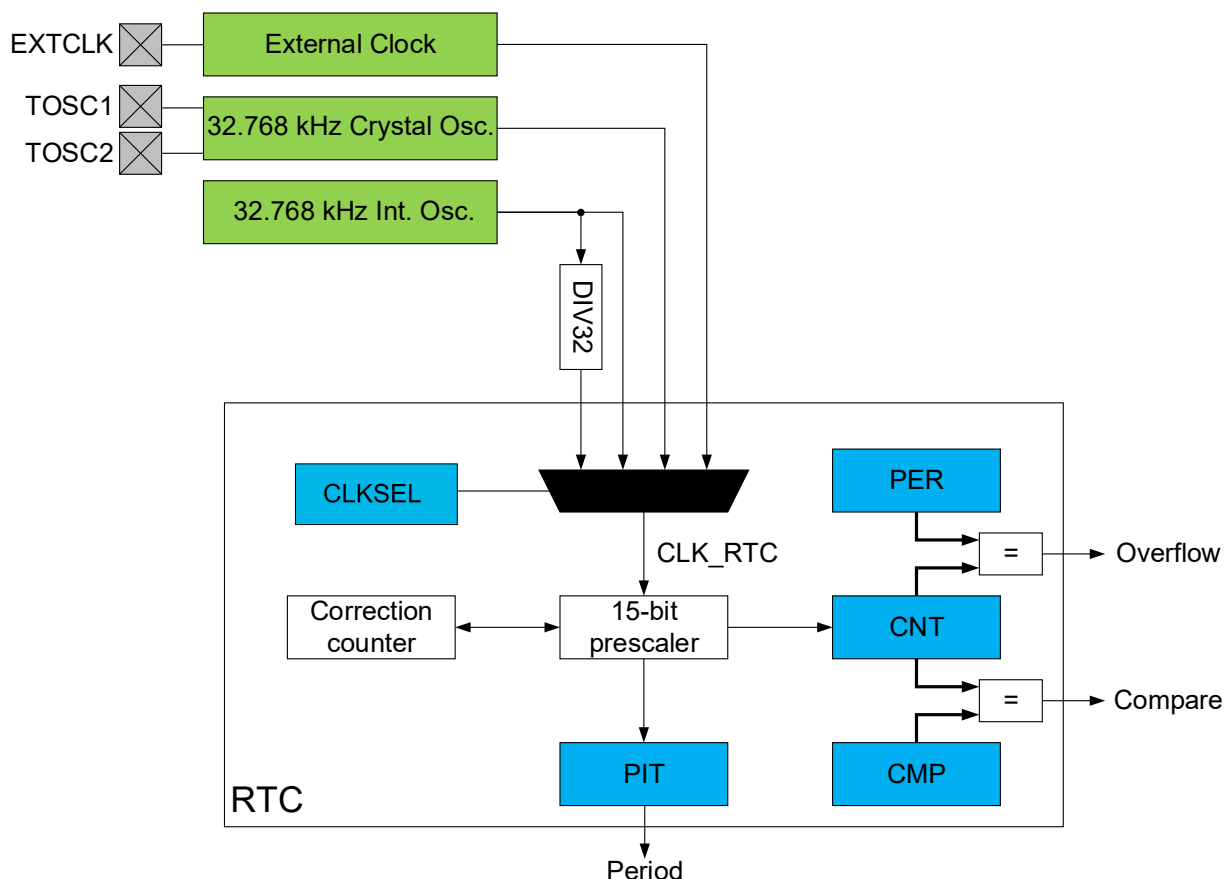 EXTCLK
External Clock
TOSC1
TOSC2
32.768 kHz Crystal Osc.
32.768 kHz Int. Osc.
DIV32
CLKSEL
PER
CLK_RTC
=
Overflow
Correction
counter
15-bit
prescaler
CNT
=
Compare
PIT
CMP
RTC
Period